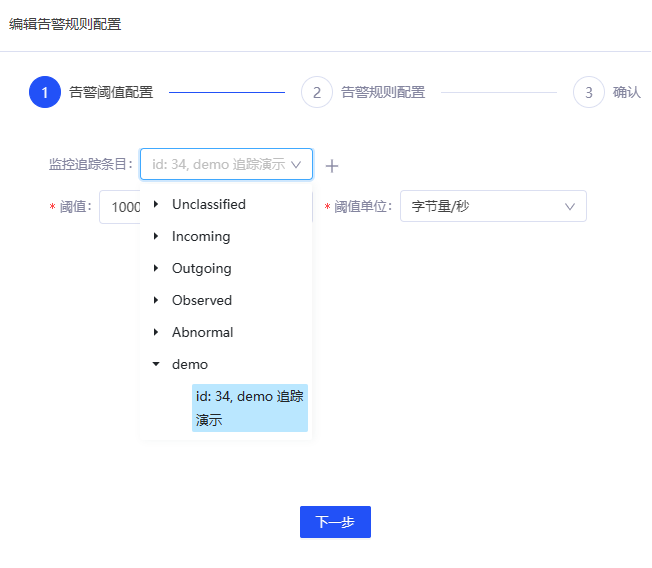 编辑告警规则配置
1 告警阈值配置 2 告警规则配置 3 确认
监控追踪条目: id: 34, demo 追踪演示
* 阈值: 1000 * 阈值单位: 字节量/秒
Unclassified
Incoming
Outgoing
Observed
Abnormal
demo
id: 34, demo 追踪
演示
下一步